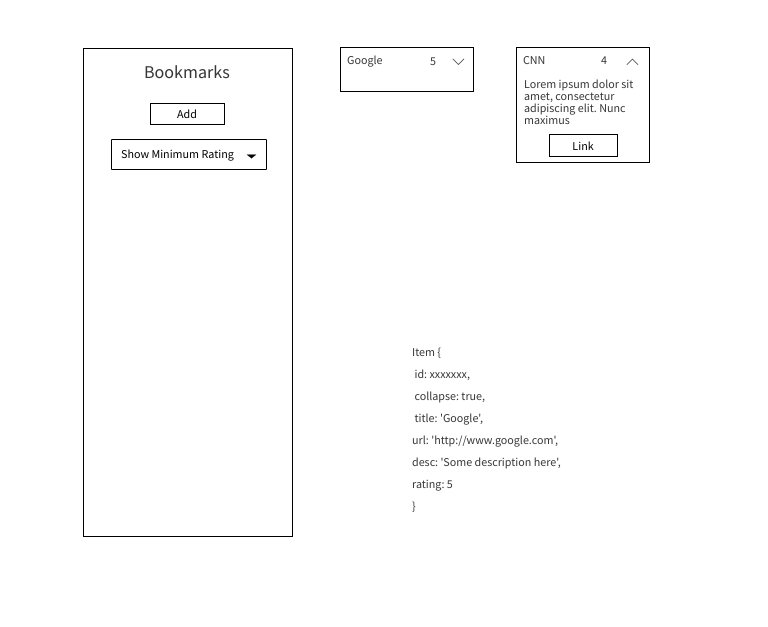 Bookmarks
Add
Show Minimum Rating
Google 5
CNN 4
Lorem ipsum dolor sit
amet, consectetur
adipiscing elit. Nunc
maximus
Link
Item {
id: xxxxxxx,
collapse: true,
title: 'Google',
url: 'http://www.google.com',
desc: 'Some description here',
rating: 5
}